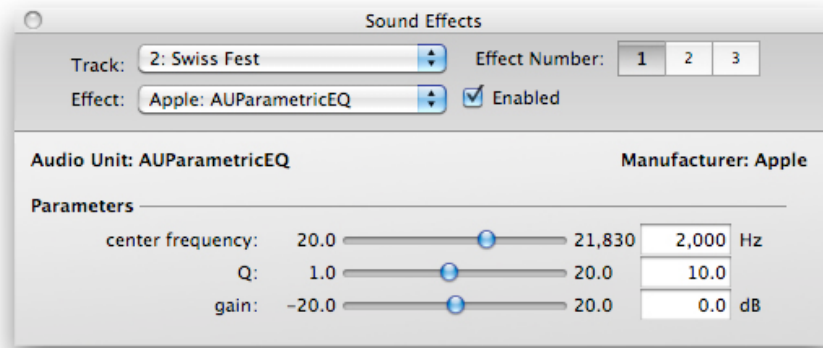 Sound Effects
Track: 2: Swiss Fest Effect Number: 1 2 3
Effect: Apple: AUParametricEQ Enabled
Audio Unit: AUParametricEQ Manufacturer: Apple
Parameters
center frequency: 20.0 21,830 2,000 Hz
Q: 1.0 20.0 10.0
gain: -20.0 20.0 0.0 dB